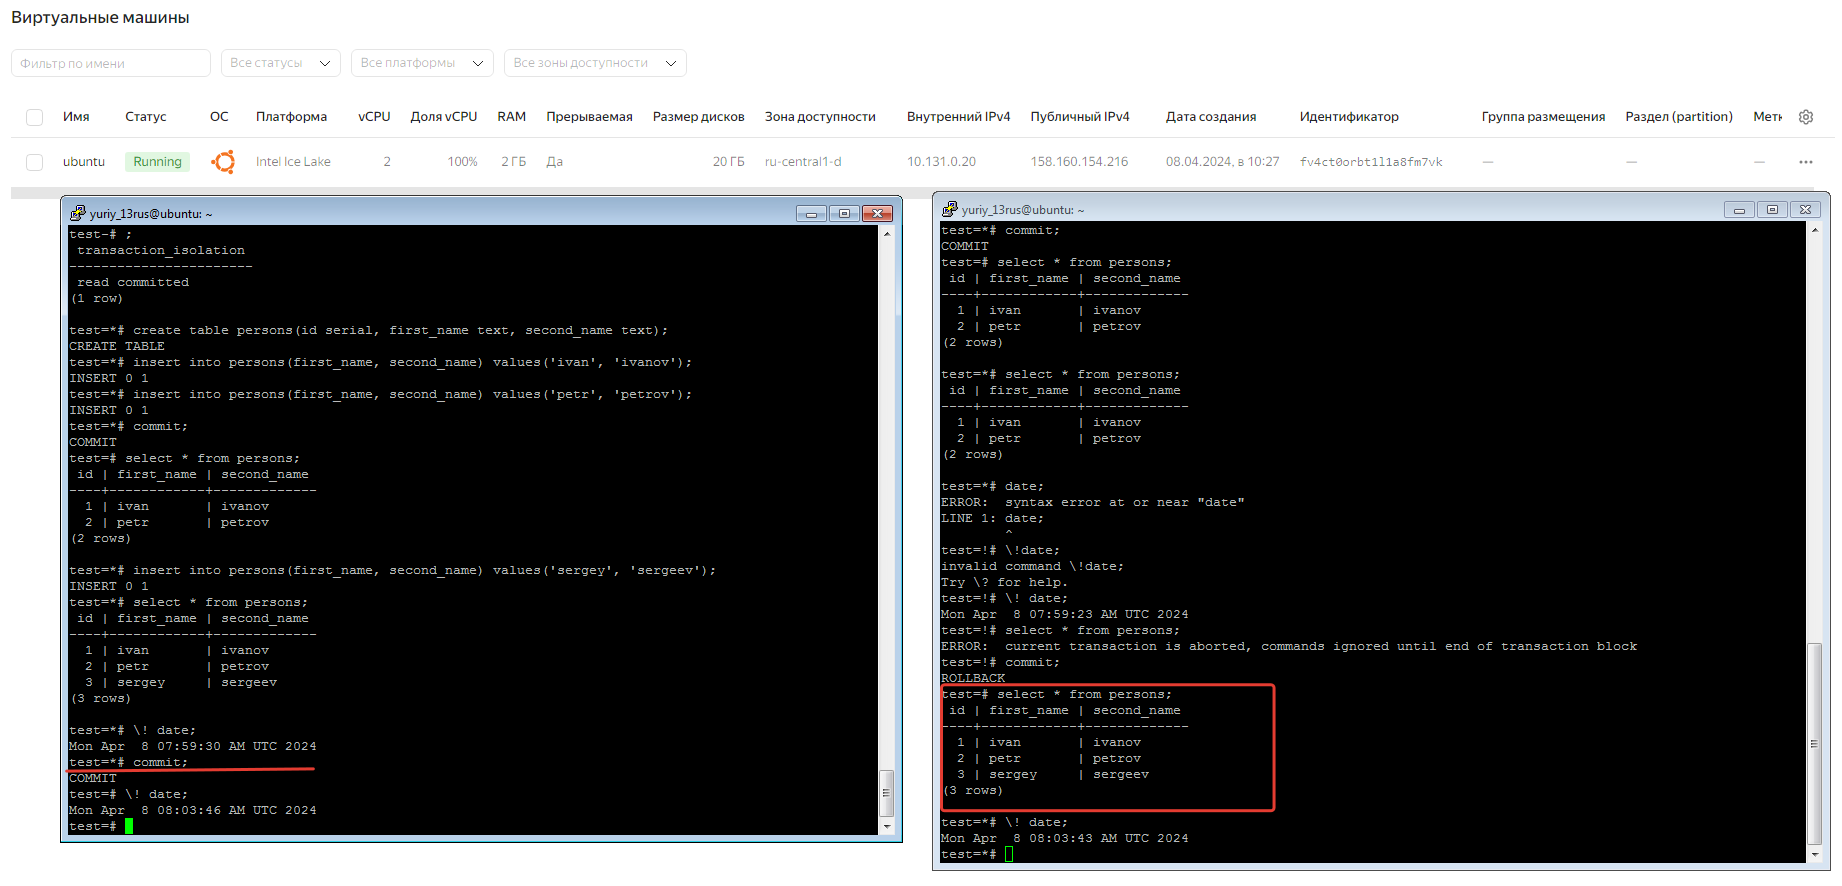 Виртуальные машины
Фильтр по имени
Все статусы
Все платформы
Все зоны доступности
Имя Статус ОС Платформа vCPU Доля vCPU RAM Прерываемая Размер дисков Зона доступности Внутренний IPv4 Публичный IPv4 Дата создания Идентификатор Группа размещения Раздел (partition) Метк
ubuntu Running Intel Ice Lake 2 100% 2 ГБ Да 20 ГБ ru-central1-d 10.131.0.20 158.160.154.216 08.04.2024, в 10:27 fv4ct0orbt1l1a8fm7vk — — —
yuriy_13rus@ubuntu: ~
test-# ;
 transaction_isolation
-----------------------
 read committed
(1 row)
test=*# create table persons(id serial, first_name text, second_name text);
CREATE TABLE
test=*# insert into persons(first_name, second_name) values('ivan', 'ivanov');
INSERT 0 1
test=*# insert into persons(first_name, second_name) values('petr', 'petrov');
INSERT 0 1
test=*# commit;
COMMIT
test=# select * from persons;
 id | first_name | second_name
----+------------+-------------
  1 | ivan       | ivanov
  2 | petr       | petrov
(2 rows)
test=*# insert into persons(first_name, second_name) values('sergey', 'sergeev');
INSERT 0 1
test=*# select * from persons;
 id | first_name | second_name
----+------------+-------------
  1 | ivan       | ivanov
  2 | petr       | petrov
  3 | sergey     | sergeev
(3 rows)
test=*# \! date;
Mon Apr  8 07:59:30 AM UTC 2024
test=*# commit;
COMMIT
test=# \! date;
Mon Apr  8 08:03:46 AM UTC 2024
test=#
yuriy_13rus@ubuntu: ~
test=*# commit;
COMMIT
test=# select * from persons;
 id | first_name | second_name
----+------------+-------------
  1 | ivan       | ivanov
  2 | petr       | petrov
(2 rows)
test=*# select * from persons;
 id | first_name | second_name
----+------------+-------------
  1 | ivan       | ivanov
  2 | petr       | petrov
(2 rows)
test=*# date;
ERROR:  syntax error at or near "date"
LINE 1: date;
        ^
test=!# \!date;
invalid command \!date;
Try \? for help.
test=!# \! date;
Mon Apr  8 07:59:23 AM UTC 2024
test=!# select * from persons;
ERROR:  current transaction is aborted, commands ignored until end of transaction block
test=!# commit;
ROLLBACK
test=# select * from persons;
 id | first_name | second_name
----+------------+-------------
  1 | ivan       | ivanov
  2 | petr       | petrov
  3 | sergey     | sergeev
(3 rows)
test=*# \! date;
Mon Apr  8 08:03:43 AM UTC 2024
test=*#